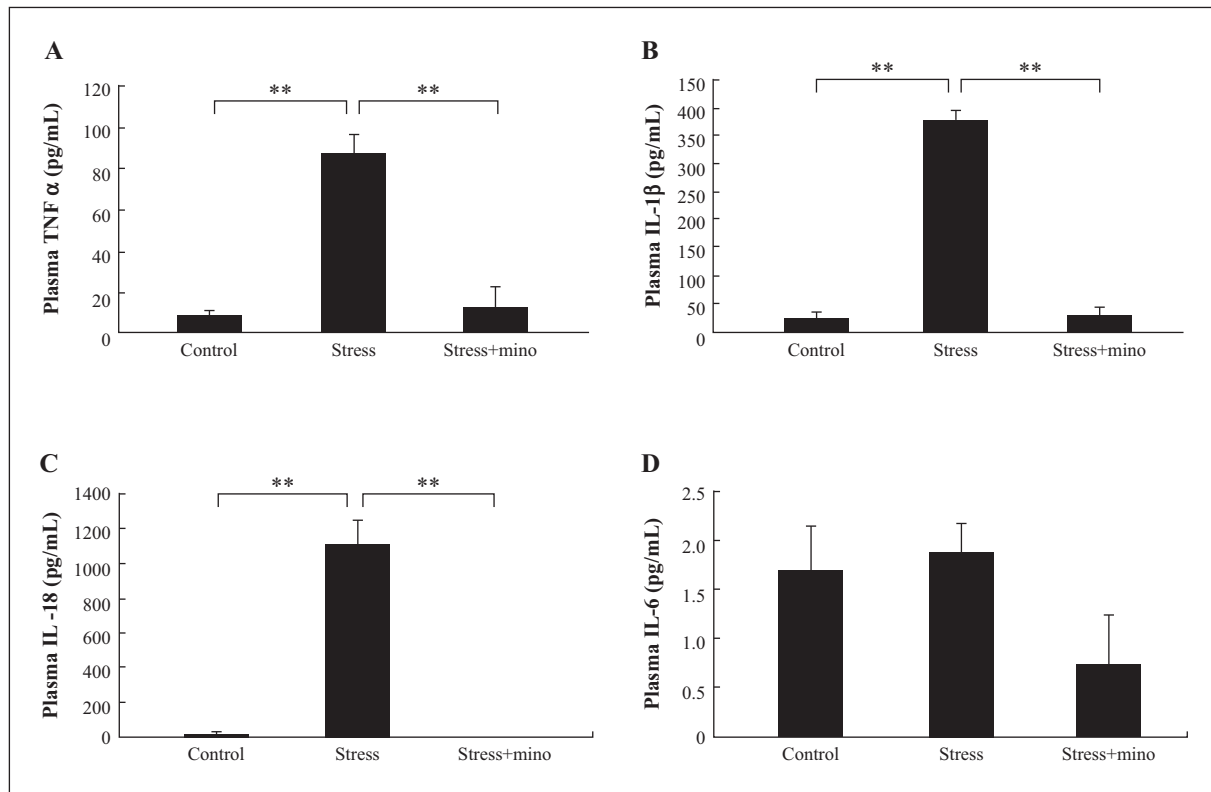 A
Plasma TNF α (pg/mL)
120
100
80
60
40
20
0
** **
Control Stress Stress+mino
B
Plasma IL-1β (pg/mL)
150
400
350
300
250
200
150
100
50
0
** **
Control Stress Stress+mino
C
Plasma IL -18 (pg/mL)
1400
1200
1000
800
600
400
200
0
** **
Control Stress Stress+mino
D
Plasma IL-6 (pg/mL)
2.5
2.0
1.5
1.0
0.5
0
Control Stress Stress+mino